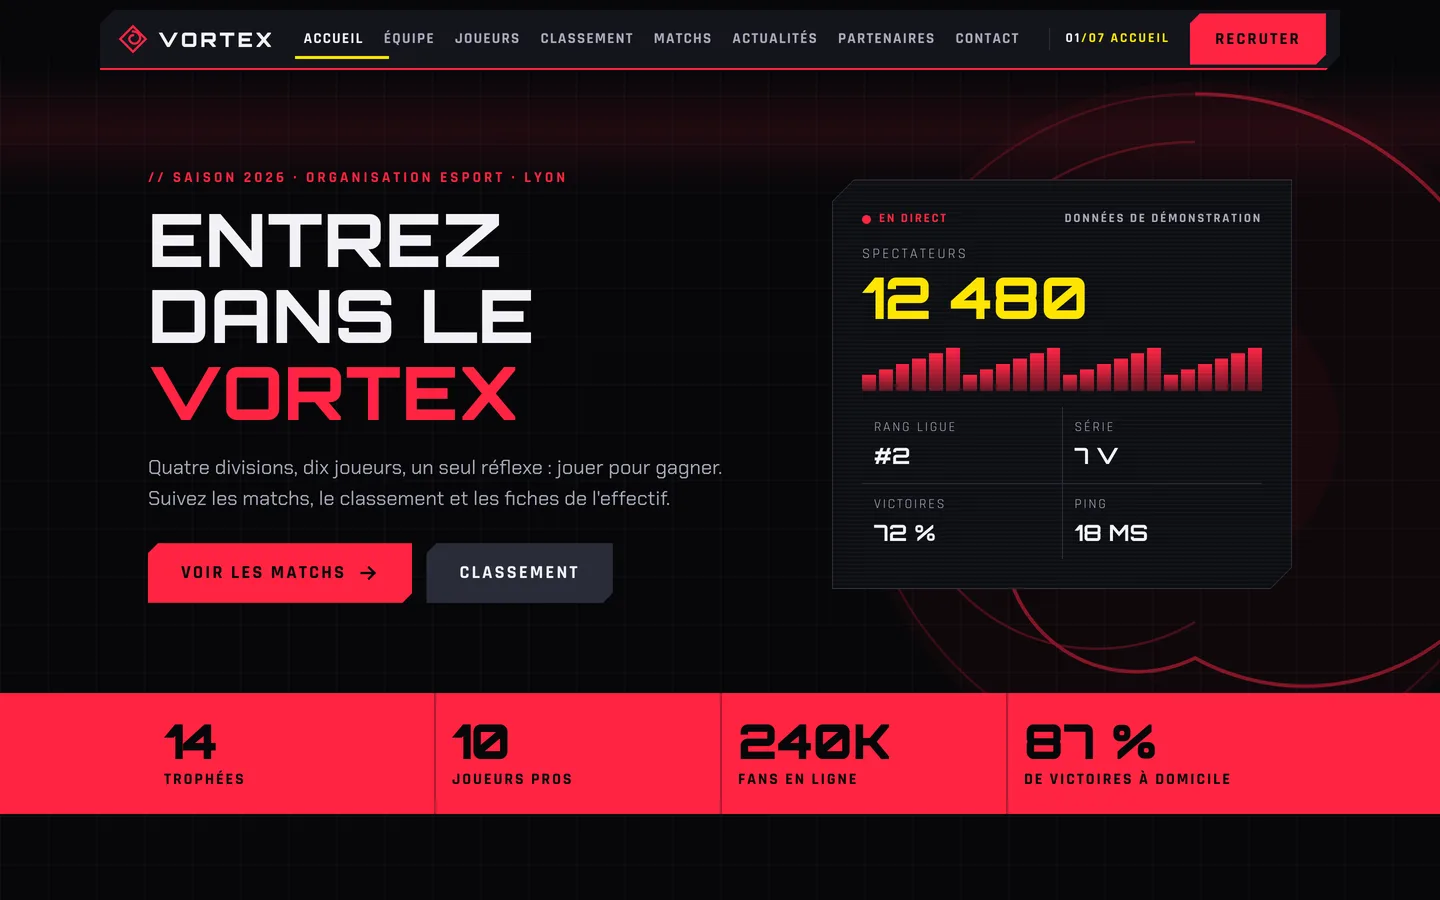 VORTEX
ACCUEIL ÉQUIPE JOUEURS CLASSEMENT MATCHS ACTUALITÉS PARTENAIRES CONTACT
01/07 ACCUEIL
RECRUTER
// SAISON 2026 · ORGANISATION ESPORT · LYON
ENTREZ
DANS LE
VORTEX
Quatre divisions, dix joueurs, un seul réflexe : jouer pour gagner.
Suivez les matchs, le classement et les fiches de l'effectif.
VOIR LES MATCHS →
CLASSEMENT
EN DIRECT
DONNÉES DE DÉMONSTRATION
SPECTATEURS
12 480
RANG LIGUE
#2
SÉRIE
7 V
VICTOIRES
72 %
PING
18 MS
14
TROPHÉES
10
JOUEURS PROS
240K
FANS EN LIGNE
87 %
DE VICTOIRES À DOMICILE